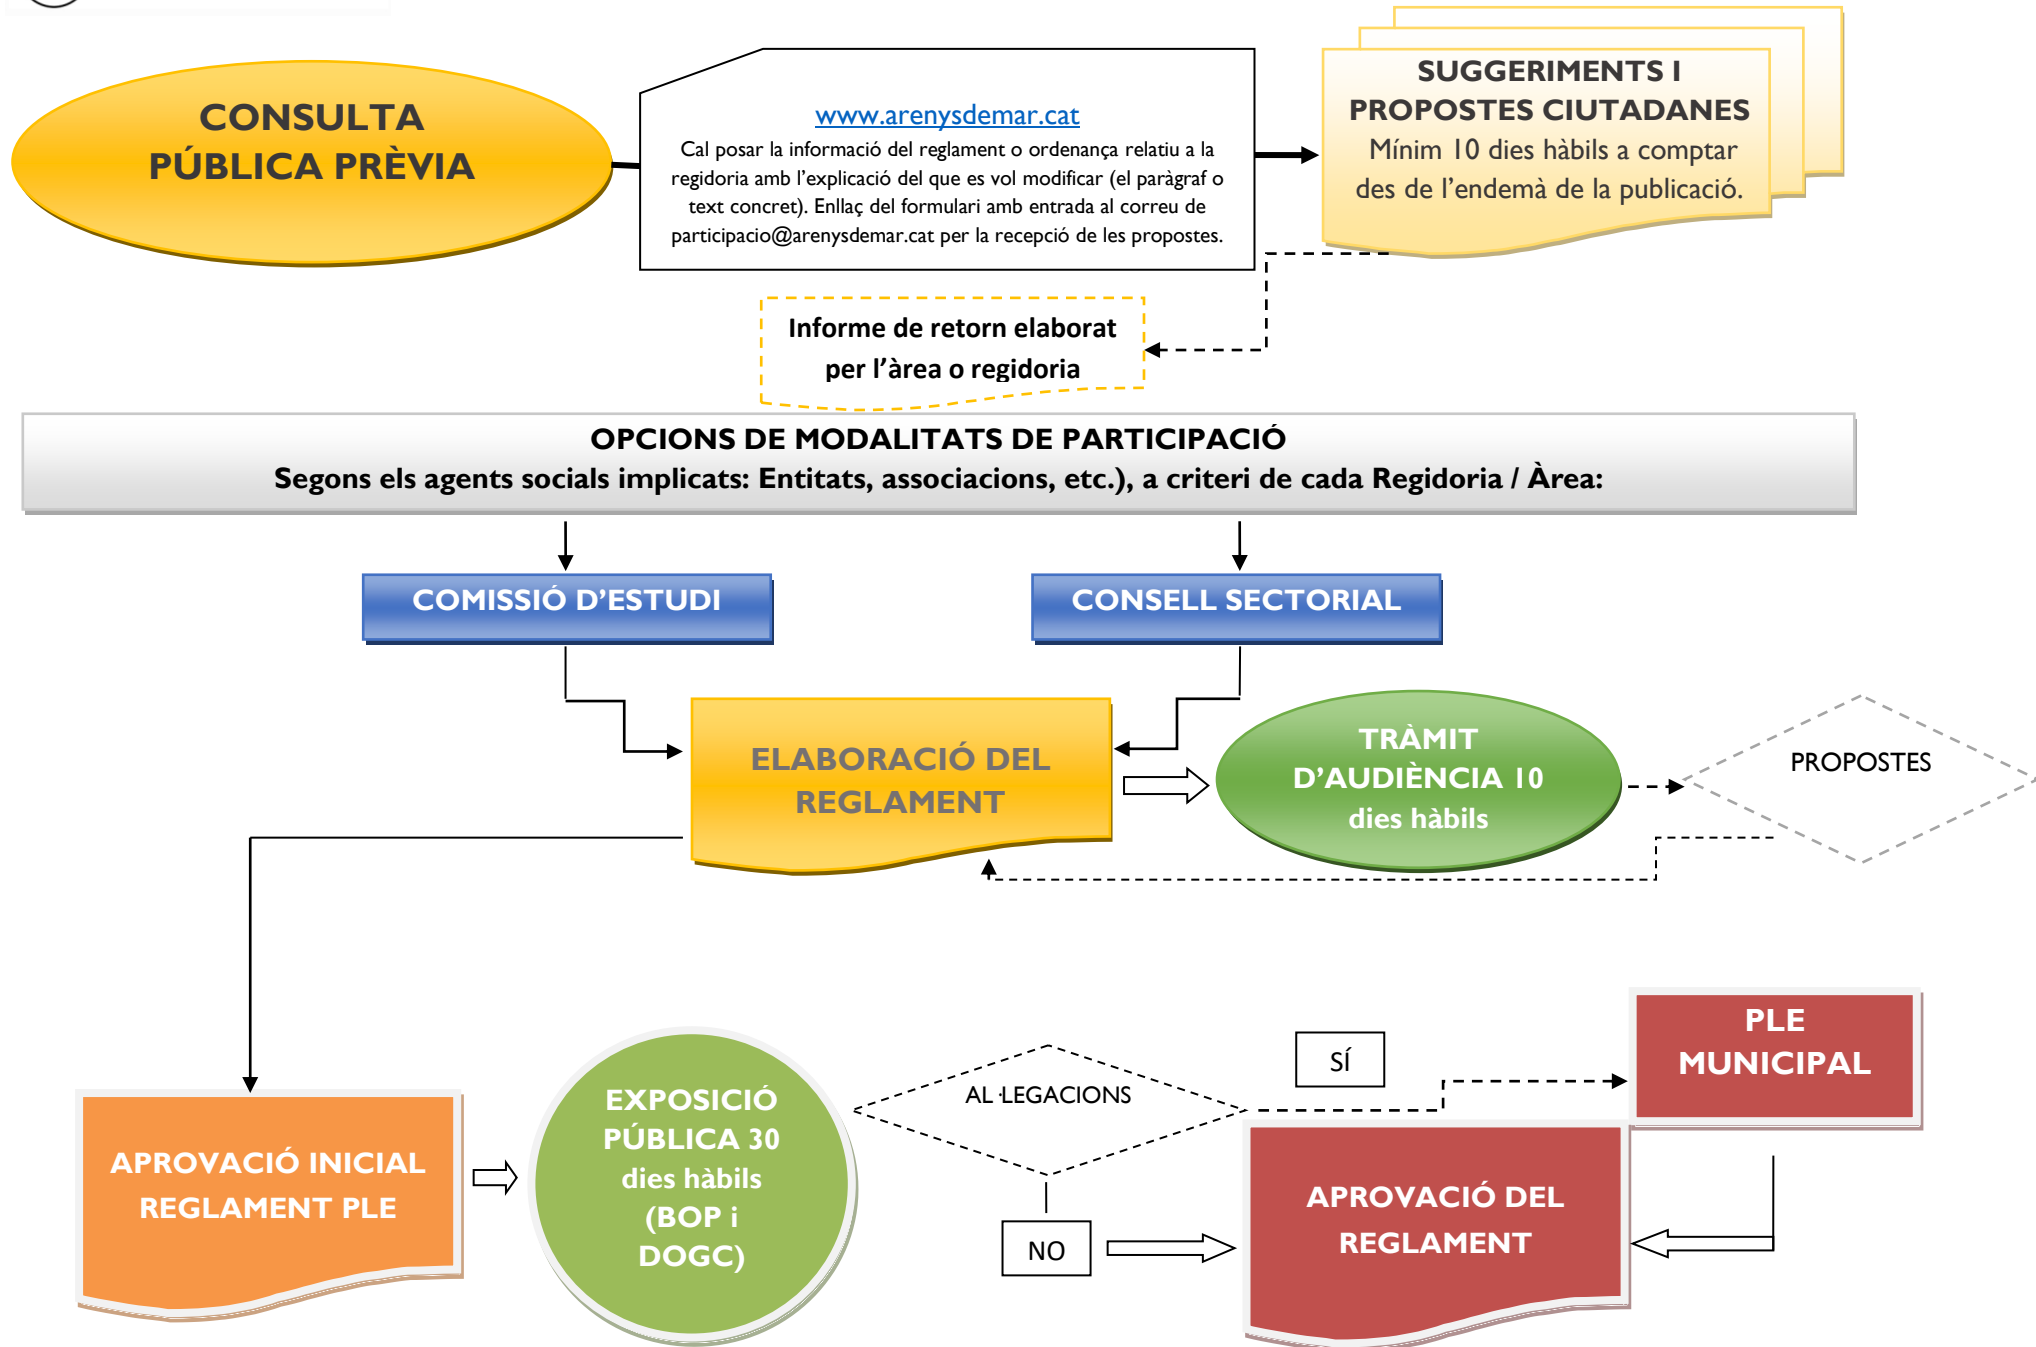 CONSULTA
PÚBLICA PRÈVIA
www.arenysdemar.cat
Cal posar la informació del reglament o ordenança relatiu a la
regidoria amb l’explicació del que es vol modificar (el paràgraf o
text concret). Enllaç del formulari amb entrada al correu de
participacio@arenysdemar.cat per la recepció de les propostes.
SUGGERIMENTS I
PROPOSTES CIUTADANES
Mínim 10 dies hàbils a comptar
des de l’endemà de la publicació.
Informe de retorn elaborat
per l’àrea o regidoria
OPCIONS DE MODALITATS DE PARTICIPACIÓ
Segons els agents socials implicats: Entitats, associacions, etc.), a criteri de cada Regidoria / Àrea:
COMISSIÓ D’ESTUDI
CONSELL SECTORIAL
ELABORACIÓ DEL
REGLAMENT
TRÀMIT
D’AUDIÈNCIA 10
dies hàbils
PROPOSTES
APROVACIÓ INICIAL
REGLAMENT PLE
EXPOSICIÓ
PÚBLICA 30
dies hàbils
(BOP i
DOGC)
AL·LEGACIONS
SÍ
NO
PLE
MUNICIPAL
APROVACIÓ DEL
REGLAMENT